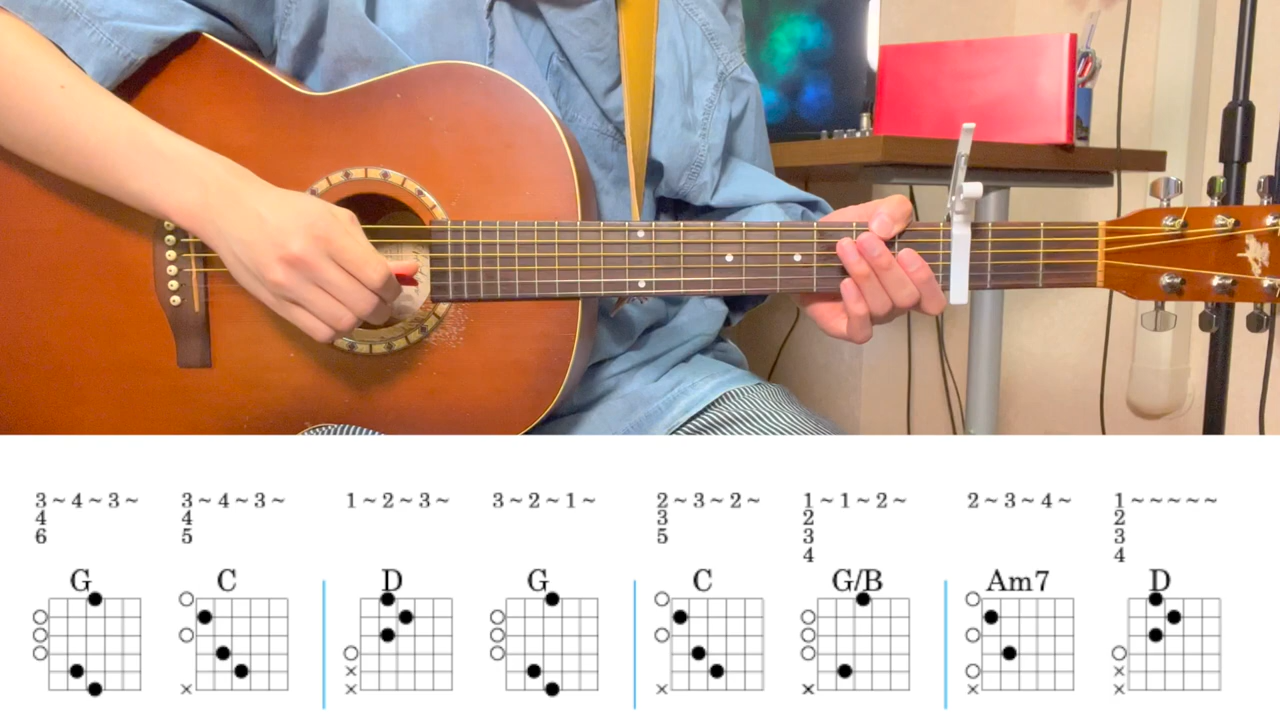 3 ~ 4 ~ 3 ~ 3 ~ 4 ~ 3 ~ 1 ~ 2 ~ 3 ~ 3 ~ 2 ~ 1 ~ 2 ~ 3 ~ 2 ~ 1 ~ 1 ~ 2 ~ 2 ~ 3 ~ 4 ~ 1 ~ ~ ~ ~ ~
4 4 3 2 2
6 5 5 3 3
4 4
G C D G C G/B Am7 D
× × × × × × × ×
×